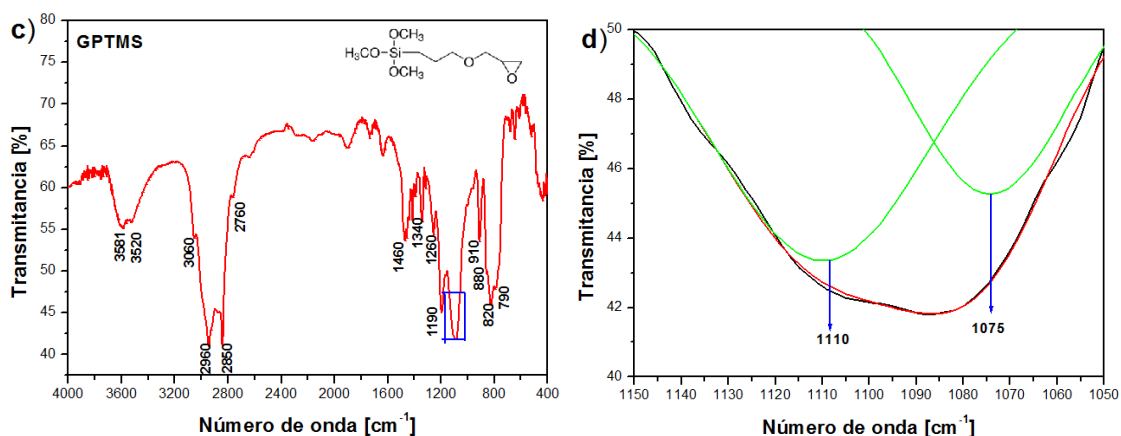 c)
GPTMS
OCH₃
H₃CO Si
OCH₃
O
O
80
75
70
65
60
55
50
45
40
Transmitancia [%]
3581
3520
3060
2960
2850
2760
1460
1340
1260
1190
910
880
820
790
4000 3600 3200 2800 2400 2000 1600 1200 800 400
Número de onda [cm⁻¹]
d)
50
48
46
44
42
40
Transmitancia [%]
1110
1075
1150 1140 1130 1120 1110 1100 1090 1080 1070 1060 1050
Número de onda [cm⁻¹]